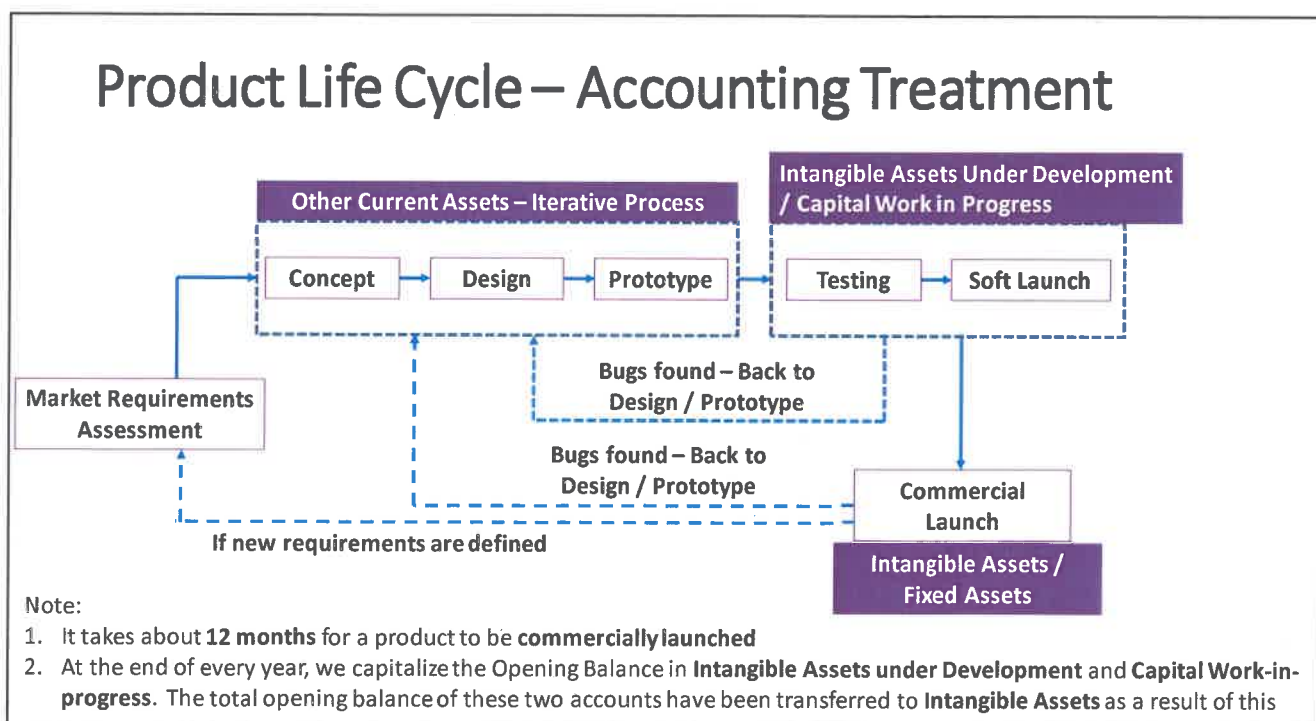 Product Life Cycle – Accounting Treatment
Other Current Assets – Iterative Process
Intangible Assets Under Development
/ Capital Work in Progress
Concept
Design
Prototype
Testing
Soft Launch
Market Requirements
Assessment
Bugs found – Back to
Design / Prototype
Bugs found – Back to
Design / Prototype
If new requirements are defined
Commercial
Launch
Intangible Assets /
Fixed Assets
Note:
1. It takes about 12 months for a product to be commercially launched
2. At the end of every year, we capitalize the Opening Balance in Intangible Assets under Development and Capital Work-in-
progress. The total opening balance of these two accounts have been transferred to Intangible Assets as a result of this